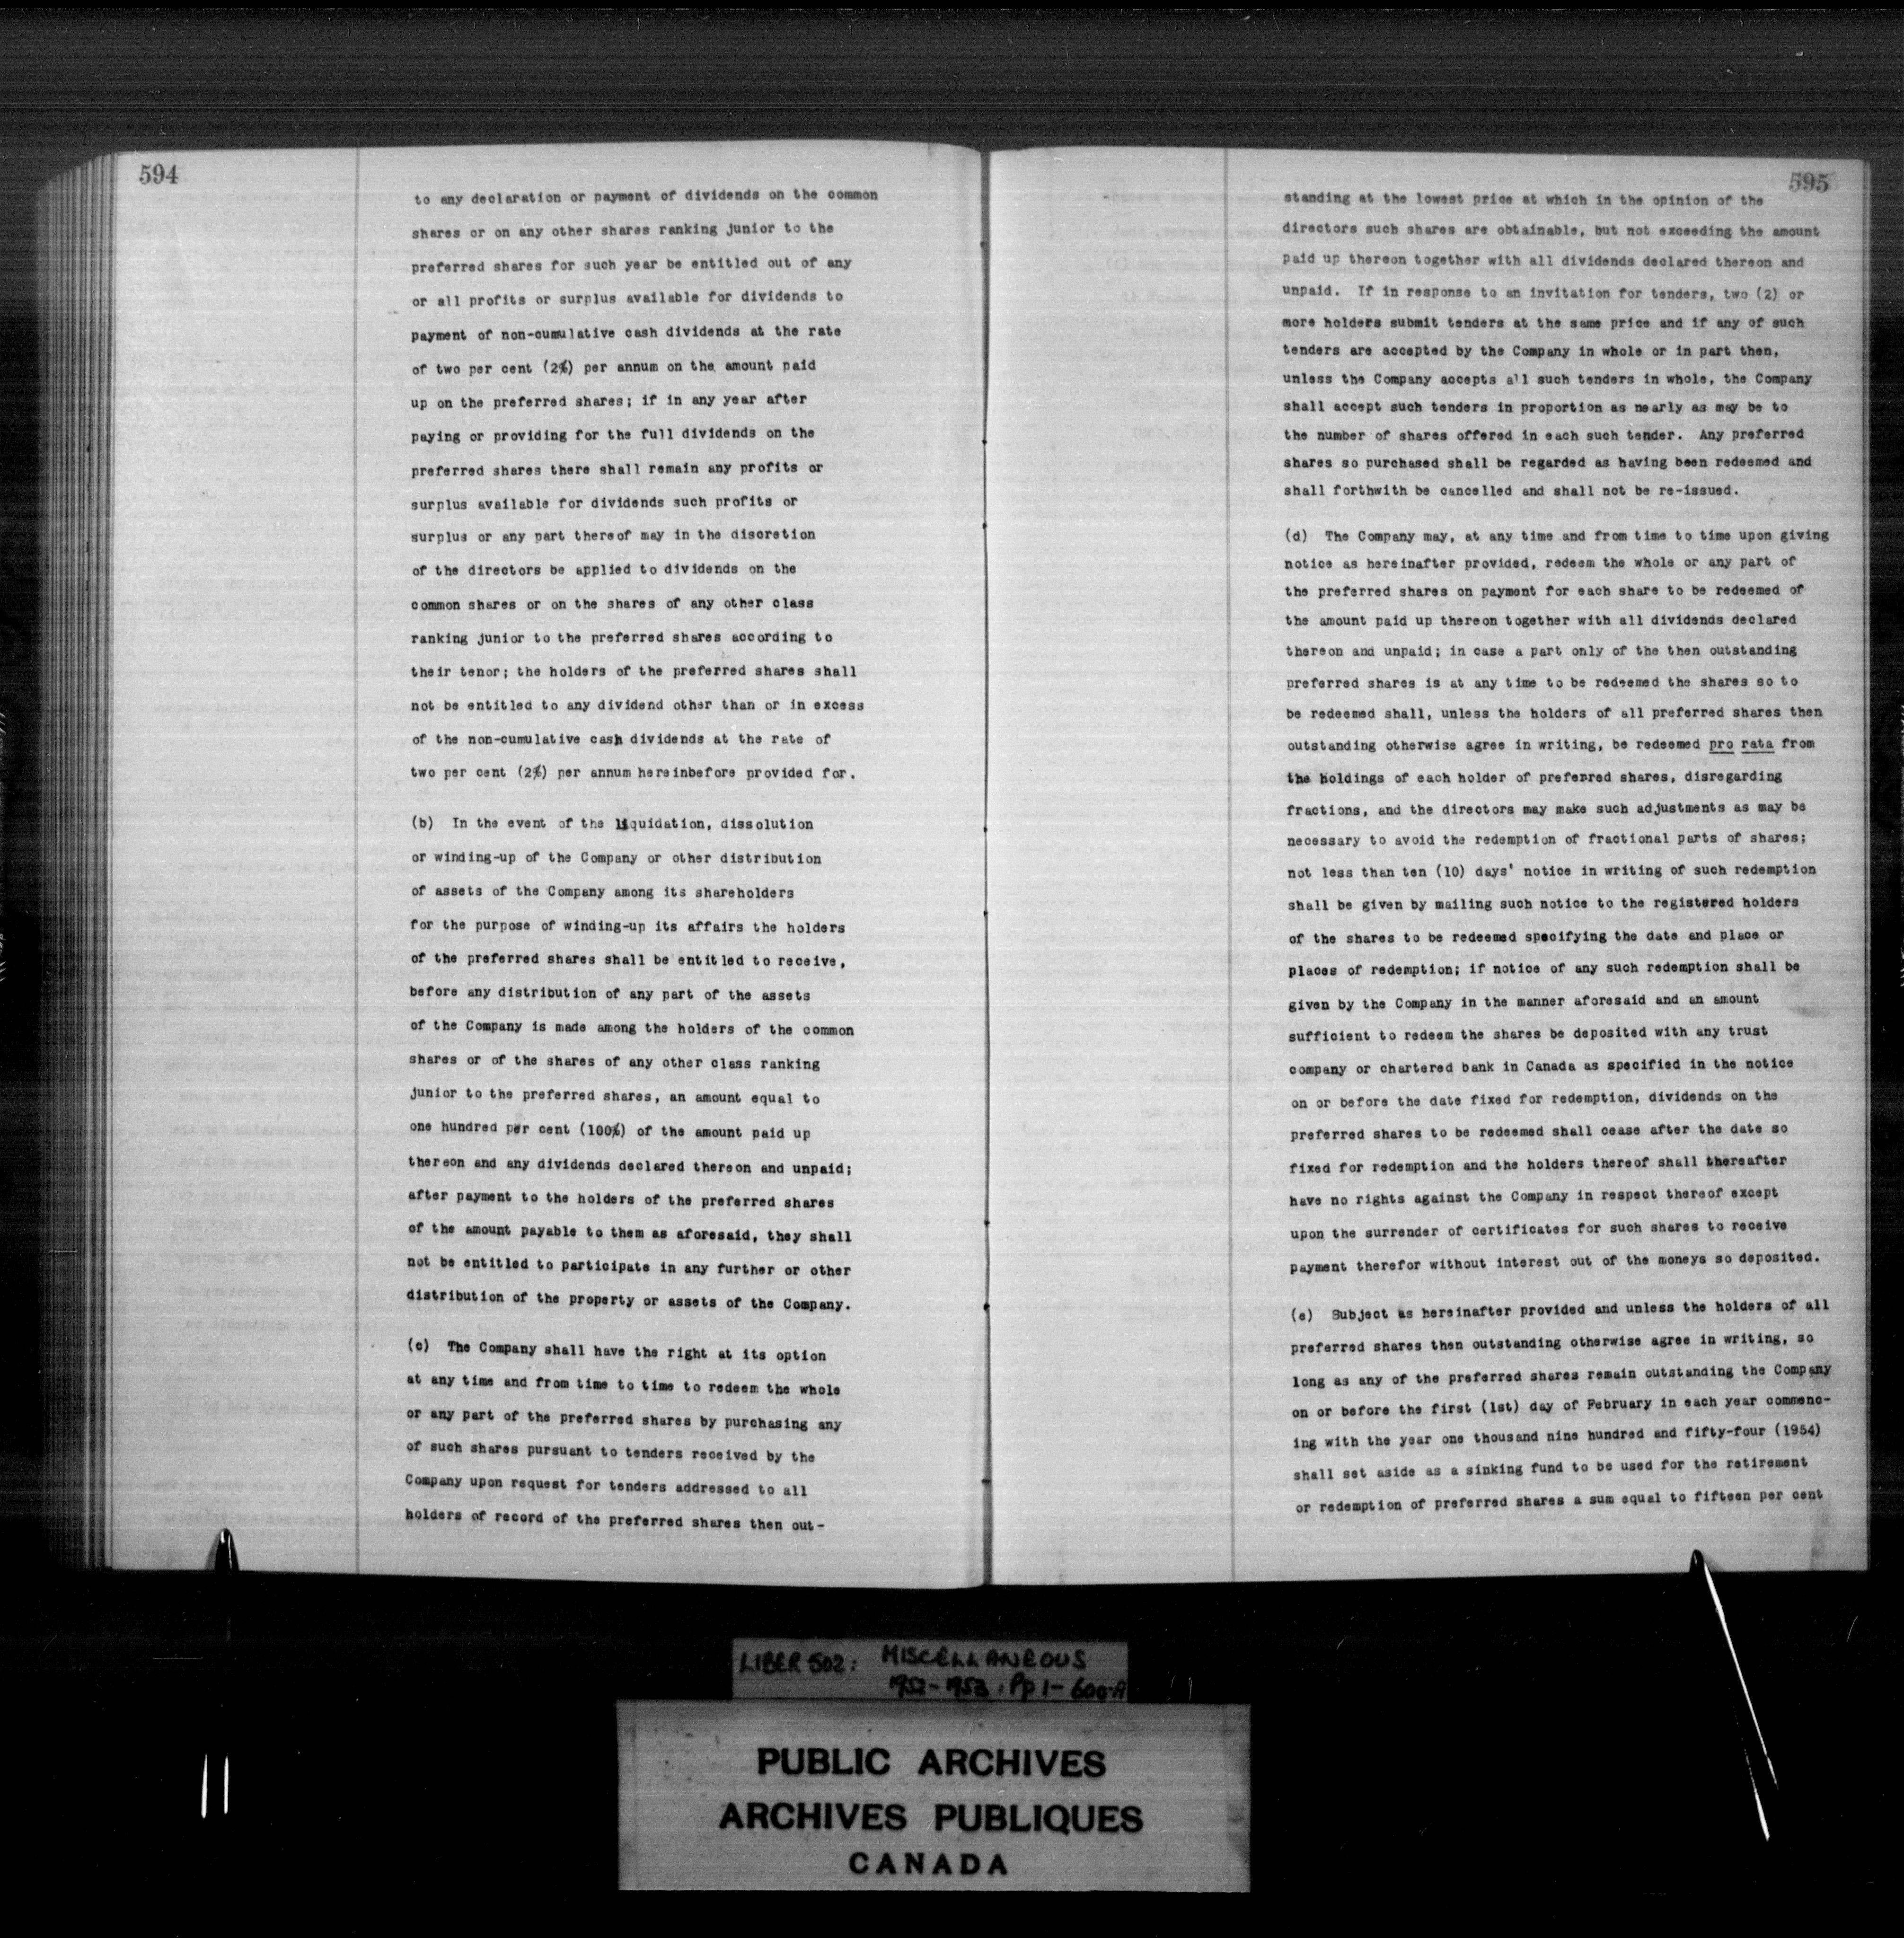 594
to any declaration or payment of dividends on the common
shares or on any other shares ranking junior to the
preferred shares for such year be entitled out of any
or all profits or surplus available for dividends to
payment of non-cumulative cash dividends at the rate
of two per cent (2%) per annum on the amount paid
up on the preferred shares; if in any year after
paying or providing for the full dividends on the
preferred shares there shall remain any profits or
surplus available for dividends such profits or
surplus or any part thereof may in the discretion
of the directors be applied to dividends on the
common shares or on the shares of any other class
ranking junior to the preferred shares according to
their tenor; the holders of the preferred shares shall
not be entitled to any dividend other than or in excess
of the non-cumulative cash dividends at the rate of
two per cent (2%) per annum hereinbefore provided for.
(b) In the event of the liquidation, dissolution
or winding-up of the Company or other distribution
of assets of the Company among its shareholders
for the purpose of winding-up its affairs the holders
of the preferred shares shall be entitled to receive,
before any distribution of any part of the assets
of the Company is made among the holders of the common
shares or of the shares of any other class ranking
junior to the preferred shares, an amount equal to
one hundred per cent (100%) of the amount paid up
thereon and any dividends declared thereon and unpaid;
after payment to the holders of the preferred shares
of the amount payable to them as aforesaid, they shall
not be entitled to participate in any further or other
distribution of the property or assets of the Company.
(c) The Company shall have the right at its option
at any time and from time to time to redeem the whole
or any part of the preferred shares by purchasing any
of such shares pursuant to tenders received by the
Company upon request for tenders addressed to all
holders of record of the preferred shares then out-
595
standing at the lowest price at which in the opinion of the
directors such shares are obtainable, but not exceeding the amount
paid up thereon together with all dividends declared thereon and
unpaid. If in response to an invitation for tenders, two (2) or
more holders submit tenders at the same price and if any of such
tenders are accepted by the Company in whole or in part then,
unless the Company accepts all such tenders in whole, the Company
shall accept such tenders in proportion as nearly as may be to
the number of shares offered in each such tender. Any preferred
shares so purchased shall be regarded as having been redeemed and
shall forthwith be cancelled and shall not be re-issued.
(d) The Company may, at any time and from time to time upon giving
notice as hereinafter provided, redeem the whole or any part of
the preferred shares on payment for each share to be redeemed of
the amount paid up thereon together with all dividends declared
thereon and unpaid; in case a part only of the then outstanding
preferred shares is at any time to be redeemed the shares so to
be redeemed shall, unless the holders of all preferred shares then
outstanding otherwise agree in writing, be redeemed pro rata from
the holdings of each holder of preferred shares, disregarding
fractions, and the directors may make such adjustments as may be
necessary to avoid the redemption of fractional parts of shares;
not less than ten (10) days' notice in writing of such redemption
shall be given by mailing such notice to the registered holders
of the shares to be redeemed specifying the date and place or
places of redemption; if notice of any such redemption shall be
given by the Company in the manner aforesaid and an amount
sufficient to redeem the shares be deposited with any trust
company or chartered bank in Canada as specified in the notice
on or before the date fixed for redemption, dividends on the
preferred shares to be redeemed shall cease after the date so
fixed for redemption and the holders thereof shall thereafter
have no rights against the Company in respect thereof except
upon the surrender of certificates for such shares to receive
payment therefor without interest out of the moneys so deposited.
(e) Subject as hereinafter provided and unless the holders of all
preferred shares then outstanding otherwise agree in writing, so
long as any of the preferred shares remain outstanding the Company
on or before the first (1st) day of February in each year commenc-
ing with the year one thousand nine hundred and fifty-four (1954)
shall set aside as a sinking fund to be used for the retirement
or redemption of preferred shares a sum equal to fifteen per cent
LIBER 502: MISCELLANEOUS
1952-1953: Pp 1-600-A
PUBLIC ARCHIVES
ARCHIVES PUBLIQUES
CANADA